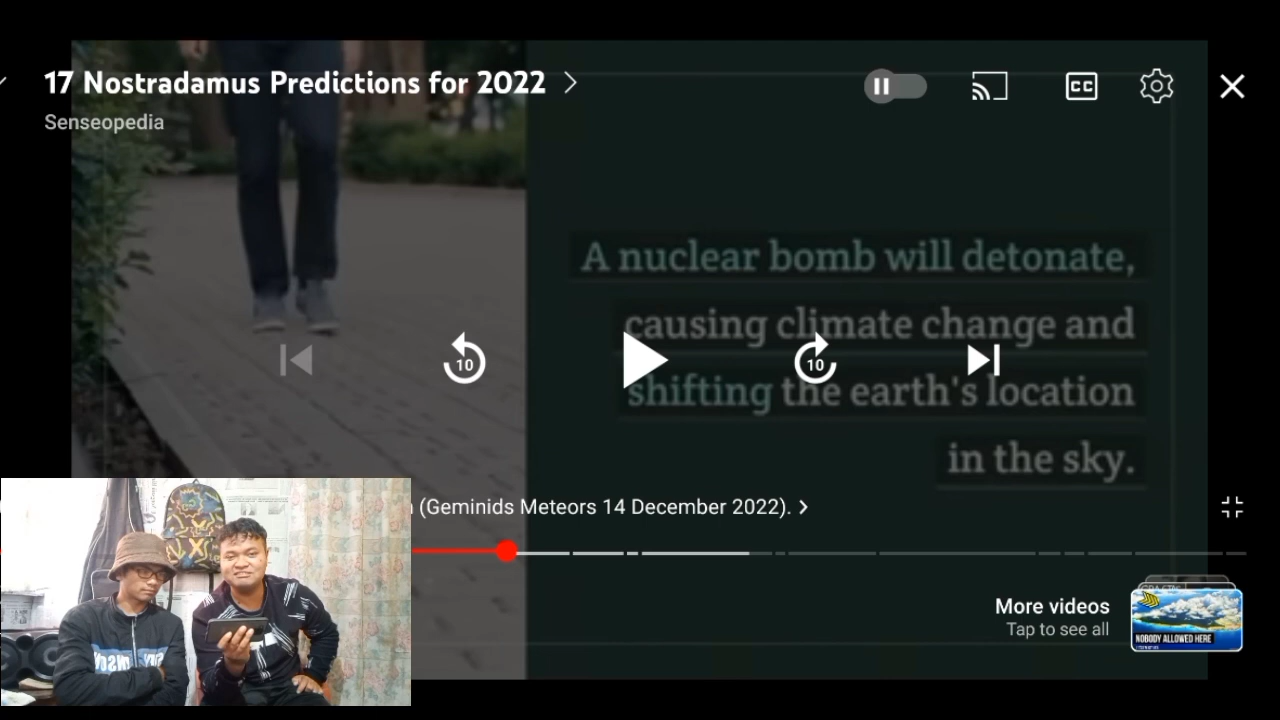 17 Nostradamus Predictions for 2022
Senseopedia
CC
A nuclear bomb will detonate,
causing climate change and
shifting the earth's location
in the sky.
10
10
(Geminids Meteors 14 December 2022).
More videos
Tap to see all
NOBODY ALLOWED HERE